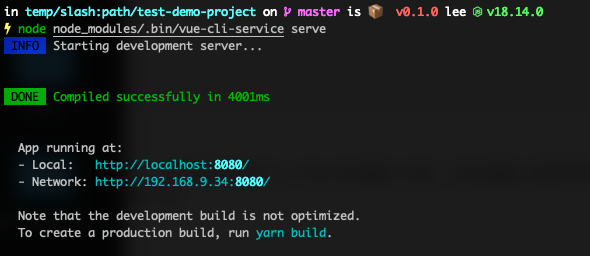 in temp/slash:path/test-demo-project on master is 📦 v0.1.0 lee v18.14.0
⚡ node node_modules/.bin/vue-cli-service serve
INFO Starting development server...
DONE Compiled successfully in 4001ms
App running at:
- Local: http://localhost:8080/
- Network: http://192.168.9.34:8080/
Note that the development build is not optimized.
To create a production build, run yarn build.